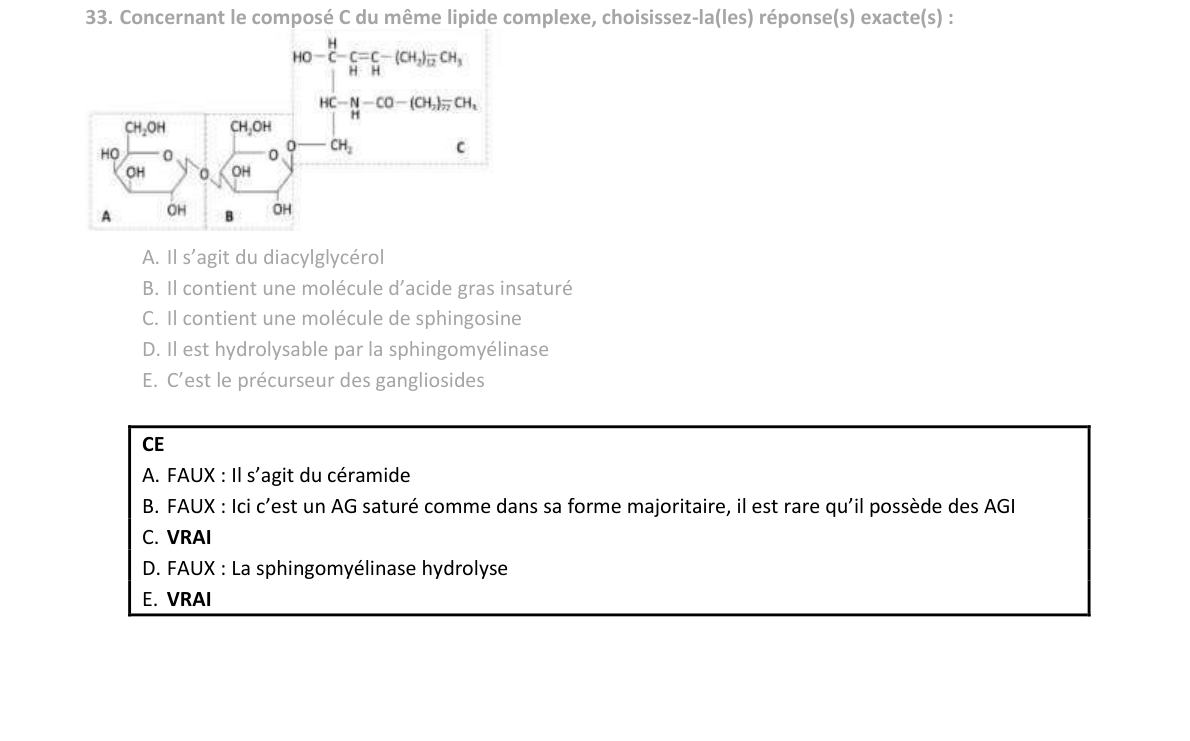 33. Concernant le composé C du même lipide complexe, choisissez-la(les) réponse(s) exacte(s) :
H
HO-C-C=C-(CH₂)₁₂ CH₃
H H
HC-N-CO-(CH₂)₂₂ CH₃
H
CH₂OH CH₂OH O CH₂ C
HO O O
OH O OH
A OH B OH
A. Il s’agit du diacylglycérol
B. Il contient une molécule d’acide gras insaturé
C. Il contient une molécule de sphingosine
D. Il est hydrolysable par la sphingomyélinase
E. C’est le précurseur des gangliosides
CE
A. FAUX : Il s’agit du céramide
B. FAUX : Ici c’est un AG saturé comme dans sa forme majoritaire, il est rare qu’il possède des AGI
C. VRAI
D. FAUX : La sphingomyélinase hydrolyse
E. VRAI